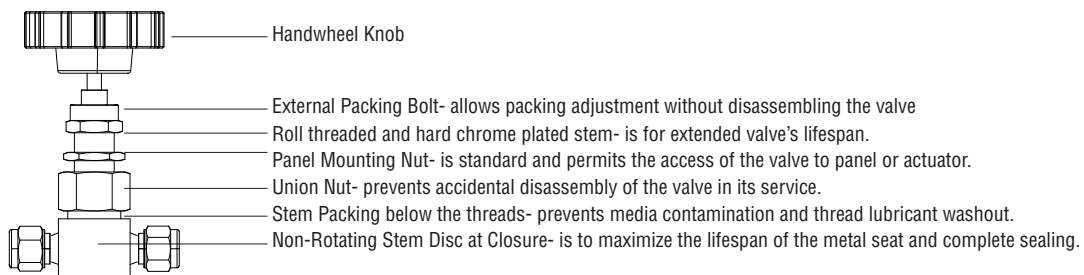 Handwheel Knob
External Packing Bolt- allows packing adjustment without disassembling the valve
Roll threaded and hard chrome plated stem- is for extended valve's lifespan.
Panel Mounting Nut- is standard and permits the access of the valve to panel or actuator.
Union Nut- prevents accidental disassembly of the valve in its service.
Stem Packing below the threads- prevents media contamination and thread lubricant washout.
Non-Rotating Stem Disc at Closure- is to maximize the lifespan of the metal seat and complete sealing.